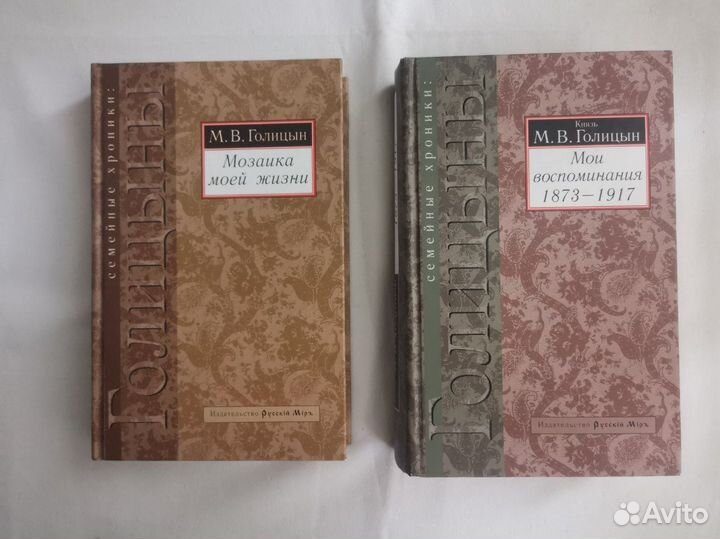 семейные хроники:
Голицыны
М. В. Голицын
Мозаика
моей жизни
Издательство Русскiй Мiръ
семейные хроники:
Голицыны
Князь
М. В. Голицын
Мои
воспоминания
1873–1917
Издательство Русскiй Мiръ
Avito